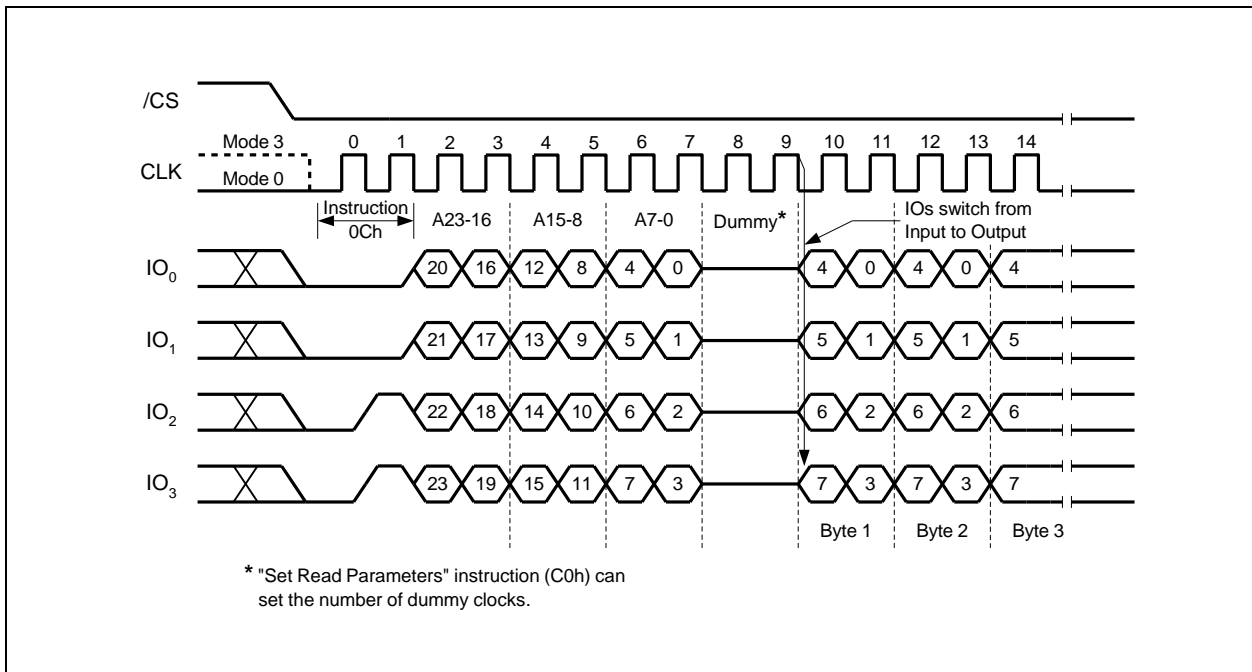 /CS
Mode 3 0 1 2 3 4 5 6 7 8 9 10 11 12 13 14
CLK
Mode 0
Instruction
0Ch
A23-16 A15-8 A7-0 Dummy*
IOs switch from
Input to Output
IO0 20 16 12 8 4 0 4 0 4 0 4
IO1 21 17 13 9 5 1 5 1 5 1 5
IO2 22 18 14 10 6 2 6 2 6 2 6
IO3 23 19 15 11 7 3 7 3 7 3 7
Byte 1 Byte 2 Byte 3
* "Set Read Parameters" instruction (C0h) can
set the number of dummy clocks.